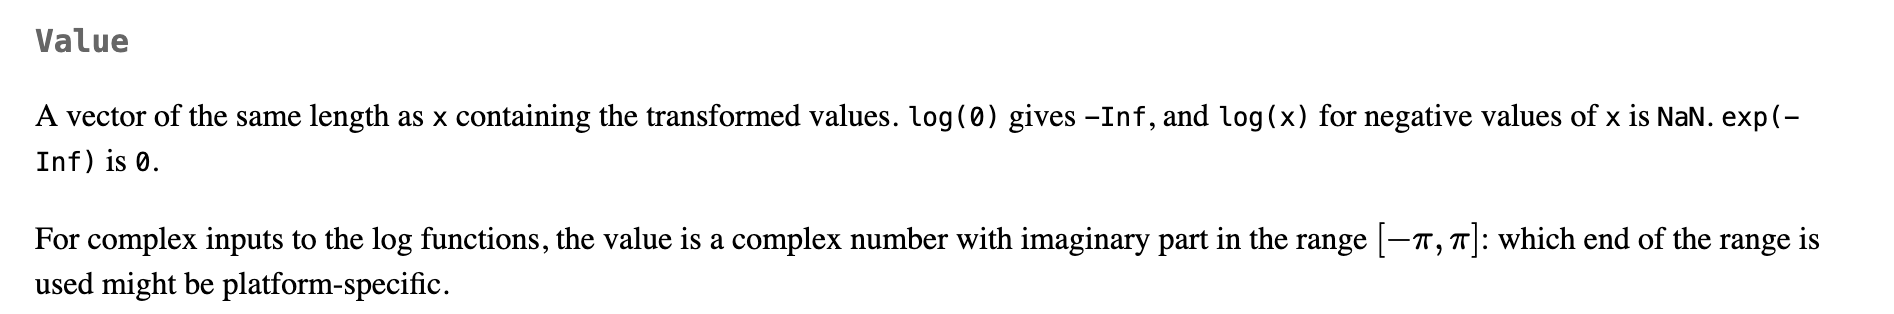 Value
A vector of the same length as x containing the transformed values. log(0) gives -Inf, and log(x) for negative values of x is NaN. exp(-
Inf) is 0.
For complex inputs to the log functions, the value is a complex number with imaginary part in the range [−π, π]: which end of the range is
used might be platform-specific.